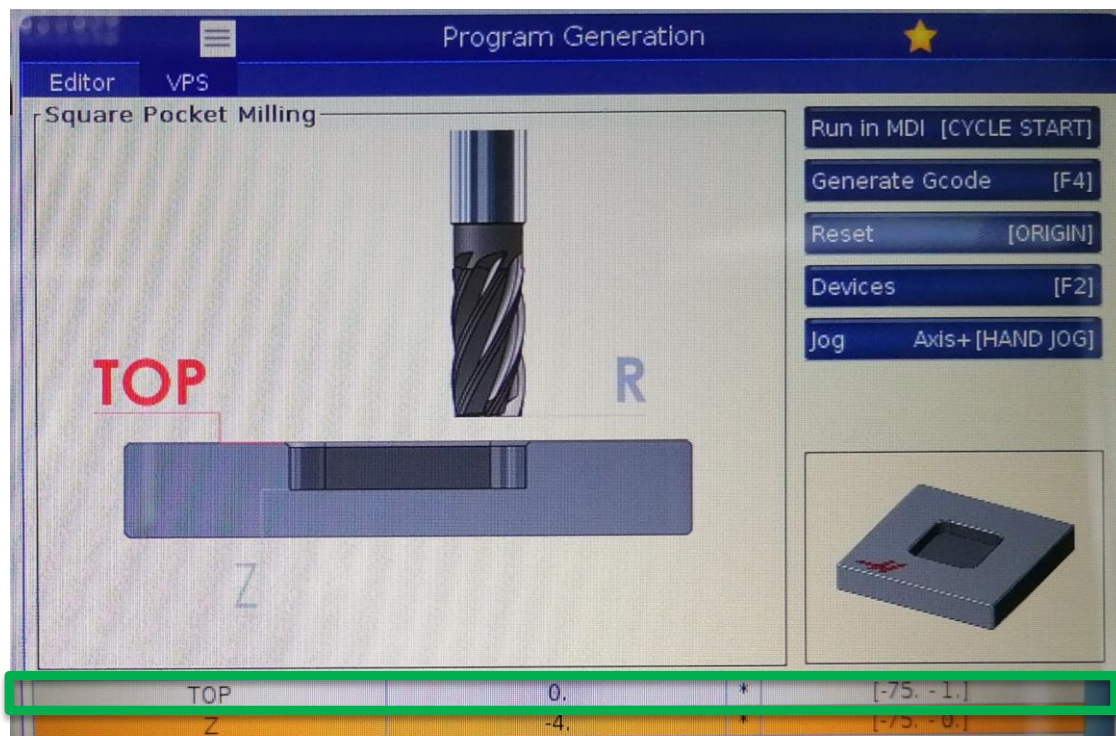 Program Generation
Editor VPS
Square Pocket Milling
Run in MDI [CYCLE START]
Generate Gcode [F4]
Reset [ORIGIN]
Devices [F2]
Jog Axis+[HAND JOG]
TOP
R
Z
TOP 0. * [-75. - 1.]
Z -4. * [-75. - 0.]